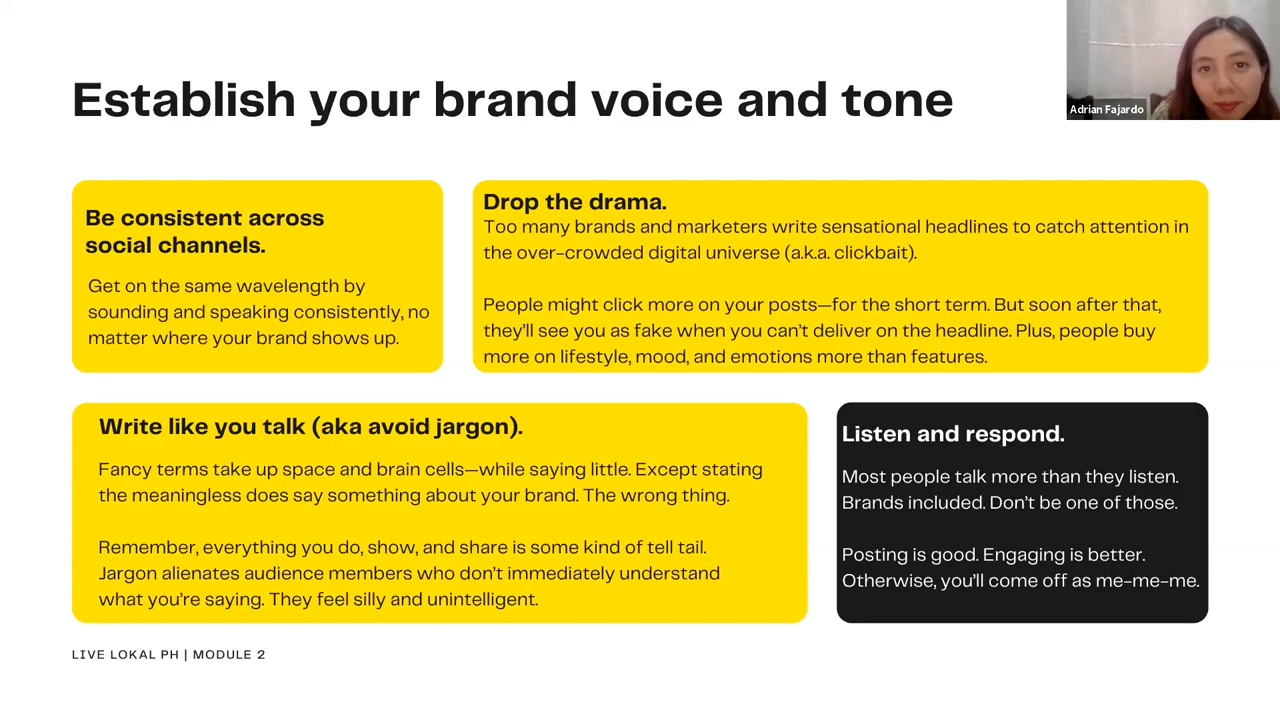 Establish your brand voice and tone
Adrian Fajardo
Be consistent across
social channels.
Get on the same wavelength by
sounding and speaking consistently, no
matter where your brand shows up.
Drop the drama.
Too many brands and marketers write sensational headlines to catch attention in
the over-crowded digital universe (a.k.a. clickbait).
People might click more on your posts—for the short term. But soon after that,
they'll see you as fake when you can't deliver on the headline. Plus, people buy
more on lifestyle, mood, and emotions more than features.
Write like you talk (aka avoid jargon).
Fancy terms take up space and brain cells—while saying little. Except stating
the meaningless does say something about your brand. The wrong thing.
Remember, everything you do, show, and share is some kind of tell tail.
Jargon alienates audience members who don't immediately understand
what you're saying. They feel silly and unintelligent.
Listen and respond.
Most people talk more than they listen.
Brands included. Don't be one of those.
Posting is good. Engaging is better.
Otherwise, you'll come off as me-me-me.
LIVE LOKAL PH | MODULE 2